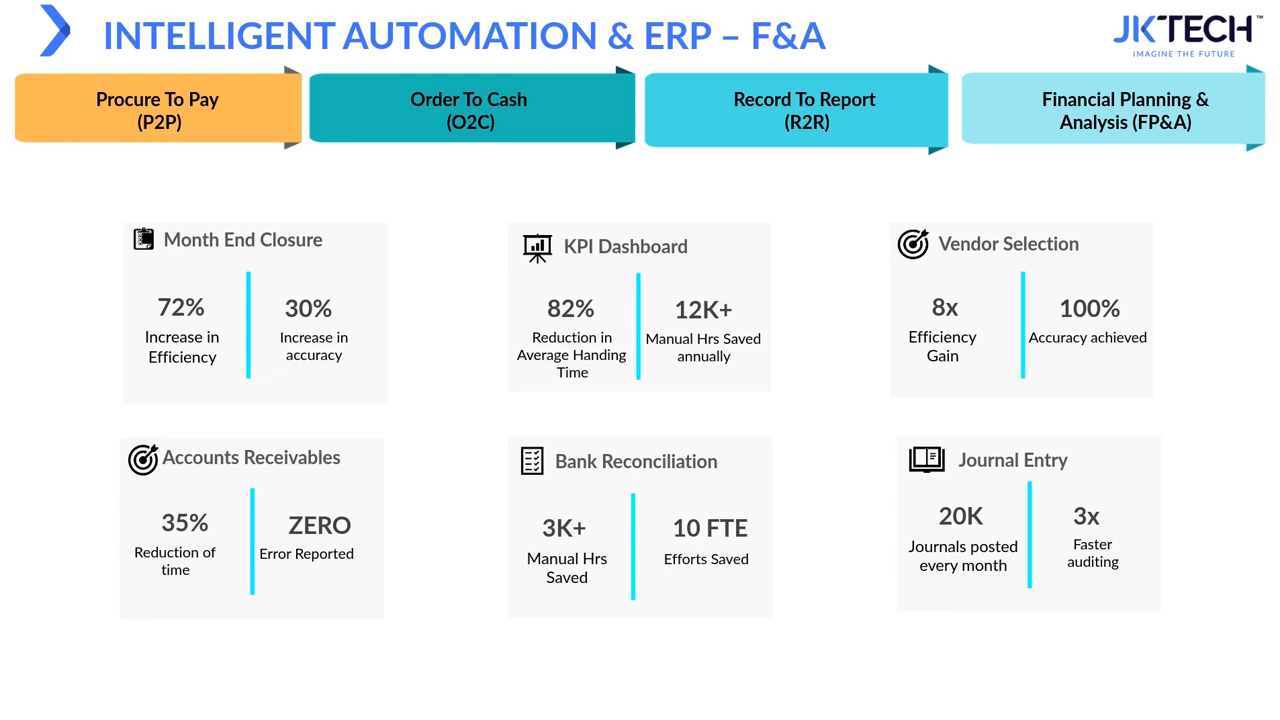 INTELLIGENT AUTOMATION & ERP – F&A
JKTECH™
IMAGINE THE FUTURE
Procure To Pay
(P2P)
Order To Cash
(O2C)
Record To Report
(R2R)
Financial Planning &
Analysis (FP&A)
Month End Closure
72%
Increase in
Efficiency
30%
Increase in
accuracy
KPI Dashboard
82%
Reduction in
Average Handing
Time
12K+
Manual Hrs Saved
annually
Vendor Selection
8x
Efficiency
Gain
100%
Accuracy achieved
Accounts Receivables
35%
Reduction of
time
ZERO
Error Reported
Bank Reconciliation
3K+
Manual Hrs
Saved
10 FTE
Efforts Saved
Journal Entry
20K
Journals posted
every month
3x
Faster
auditing